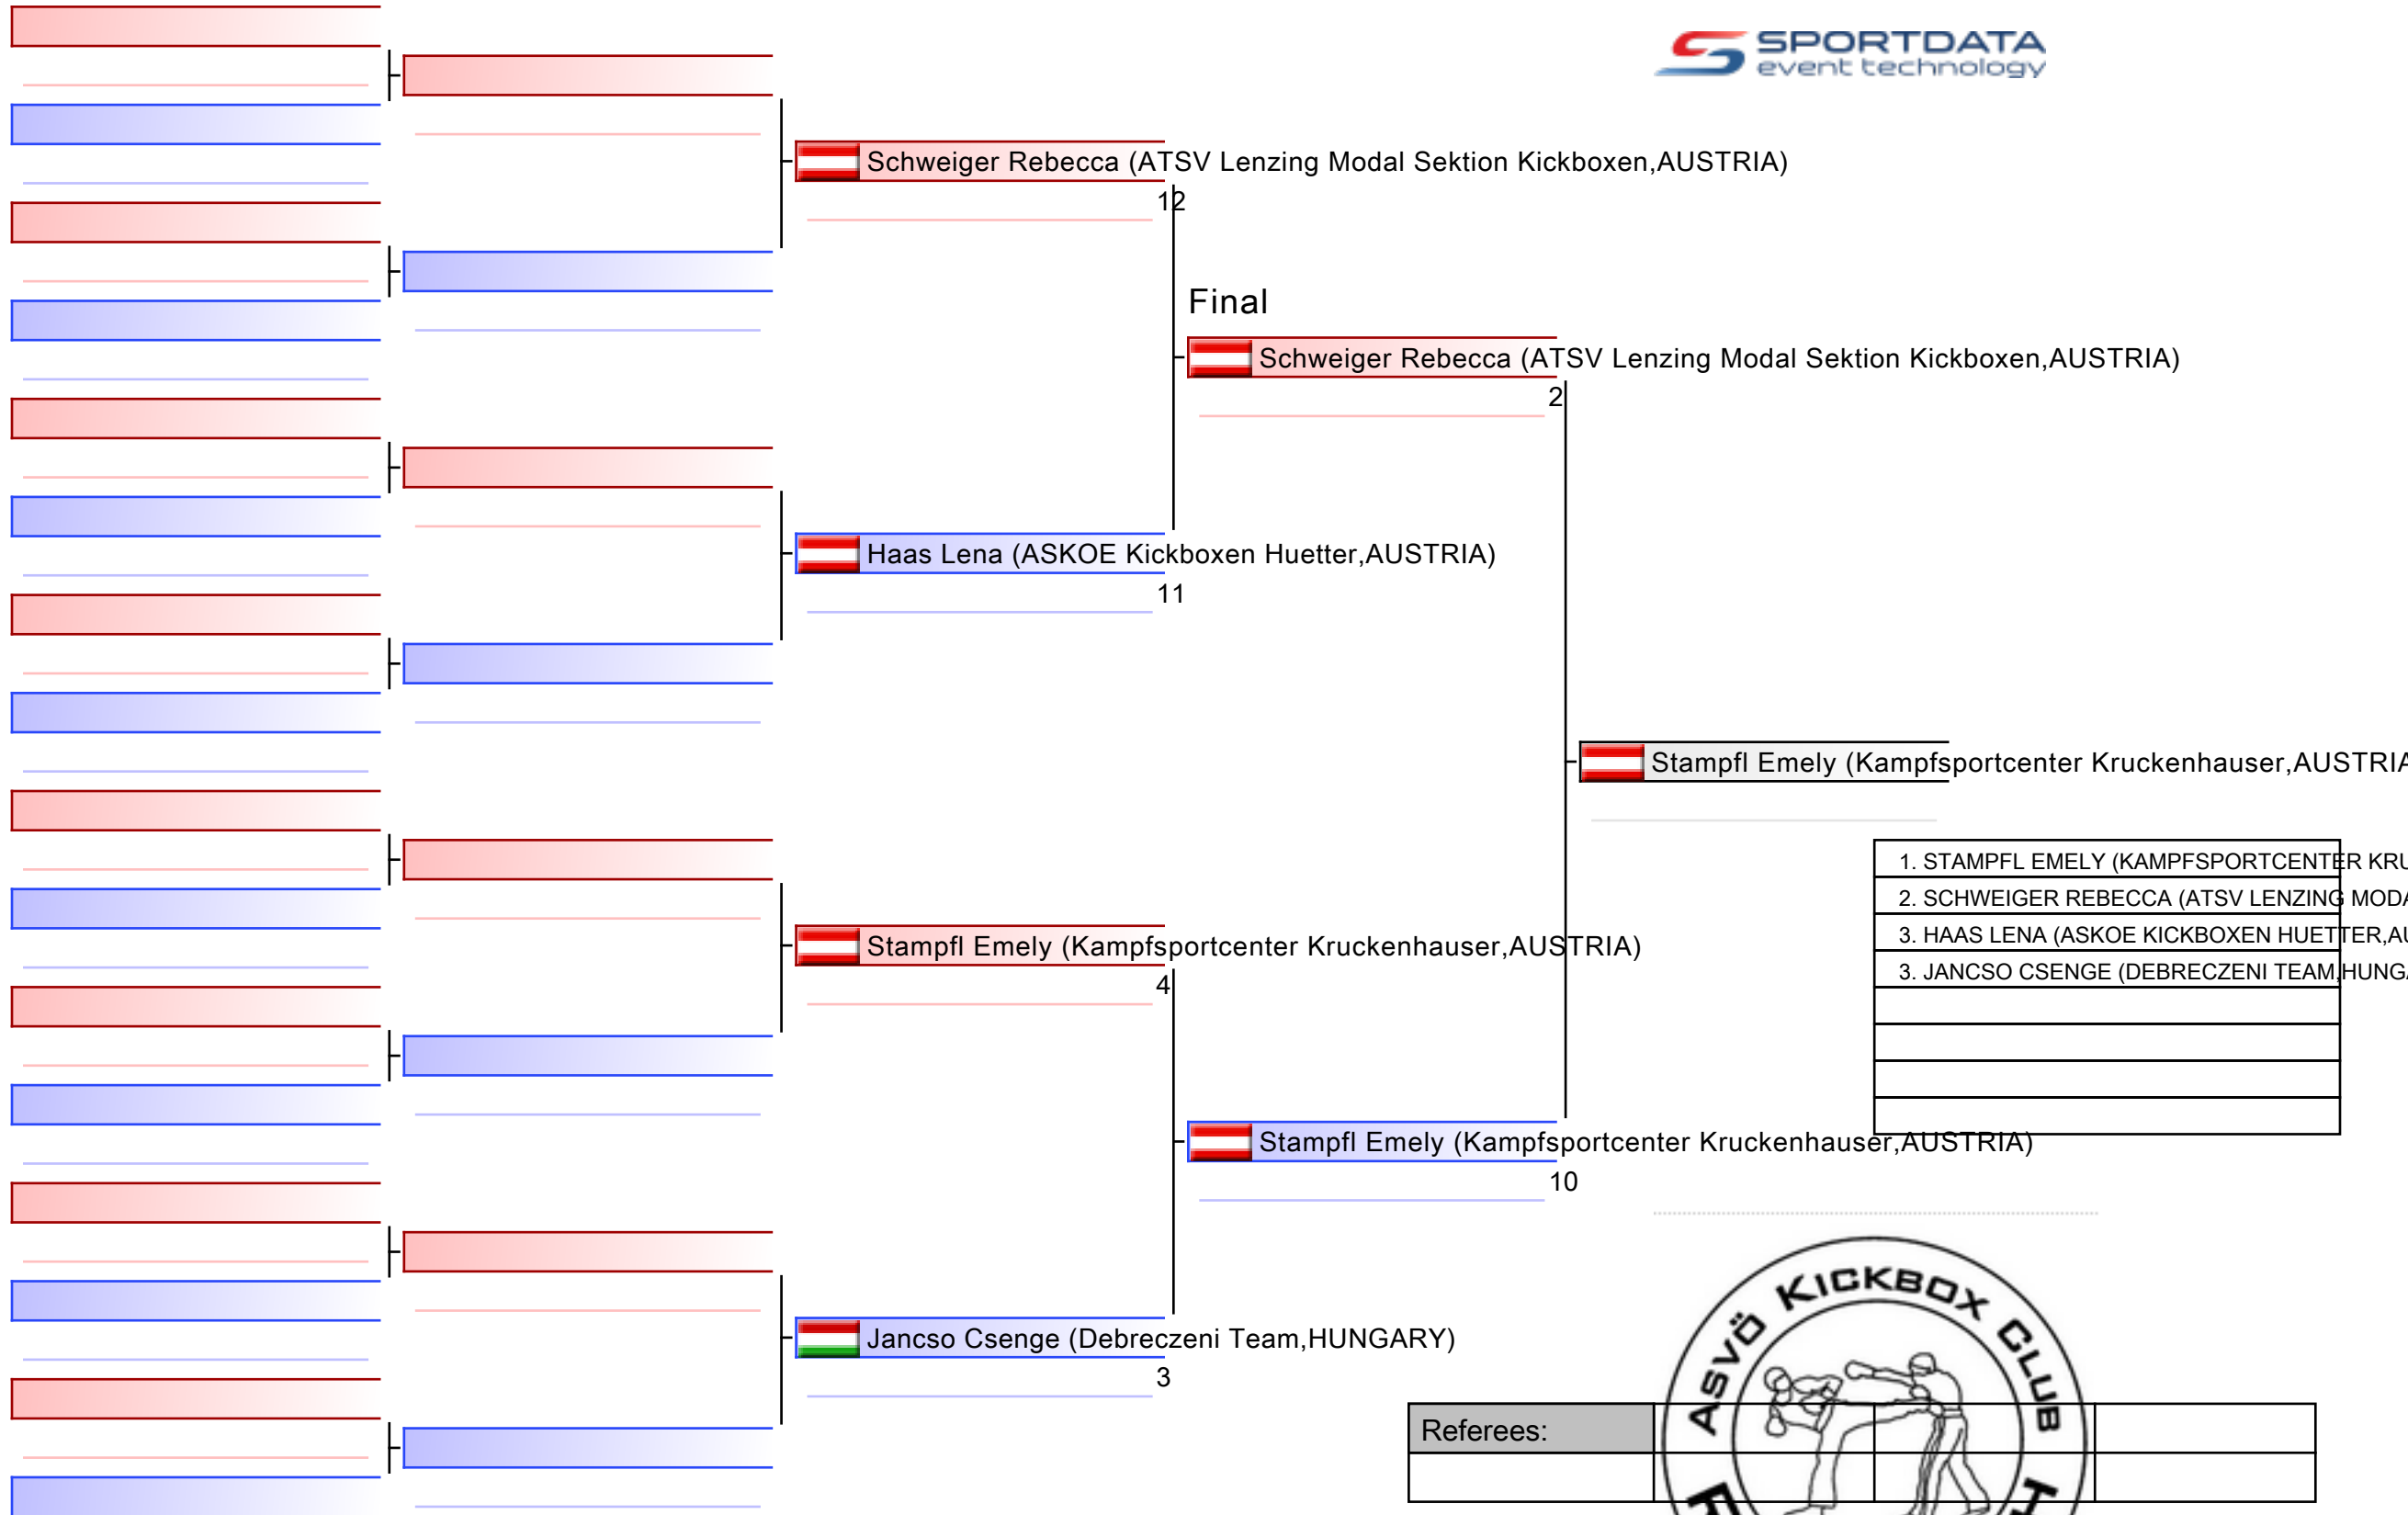 SPORTDATA
event technology
Schweiger Rebecca (ATSV Lenzing Modal Sektion Kickboxen,AUSTRIA)
12
Final
Schweiger Rebecca (ATSV Lenzing Modal Sektion Kickboxen,AUSTRIA)
2
Haas Lena (ASKOE Kickboxen Huetter,AUSTRIA)
11
Stampfl Emely (Kampfsportcenter Kruckenhauser,AUSTRIA
1. STAMPFL EMELY (KAMPFSPORTCENTER KRU
2. SCHWEIGER REBECCA (ATSV LENZING MODA
3. HAAS LENA (ASKOE KICKBOXEN HUETTER,AU
3. JANCSO CSENGE (DEBRECZENI TEAM,HUNGA
Stampfl Emely (Kampfsportcenter Kruckenhauser,AUSTRIA)
4
Stampfl Emely (Kampfsportcenter Kruckenhauser,AUSTRIA)
10
Jancso Csenge (Debreczeni Team,HUNGARY)
3
ASVÖ KICKBOX CLUB
Referees: